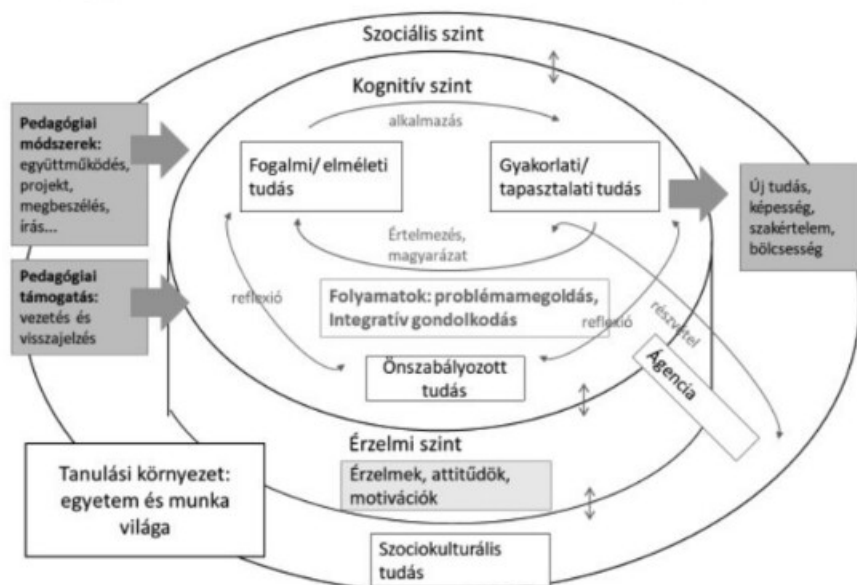 Szociális szint
Kognitív szint
alkalmazás
Pedagógiai
módszerek:
együttműködés,
projekt,
megbeszélés,
írás...
Fogalmi/ elméleti
tudás
Gyakorlati/
tapasztalati tudás
Új tudás,
képesség,
szakértelem,
bölcsesség
Értelmezés,
magyarázat
Pedagógiai
támogatás:
vezetés és
visszajelzés
reflexió
Folyamatok: problémamegoldás,
Integratív gondolkodás
reflexió
részvétel
Ágencia
Önszabályozott
tudás
Érzelmi szint
Érzelmek, attitűdök,
motivációk
Tanulási környezet:
egyetem és munka
világa
Szociokulturális
tudás